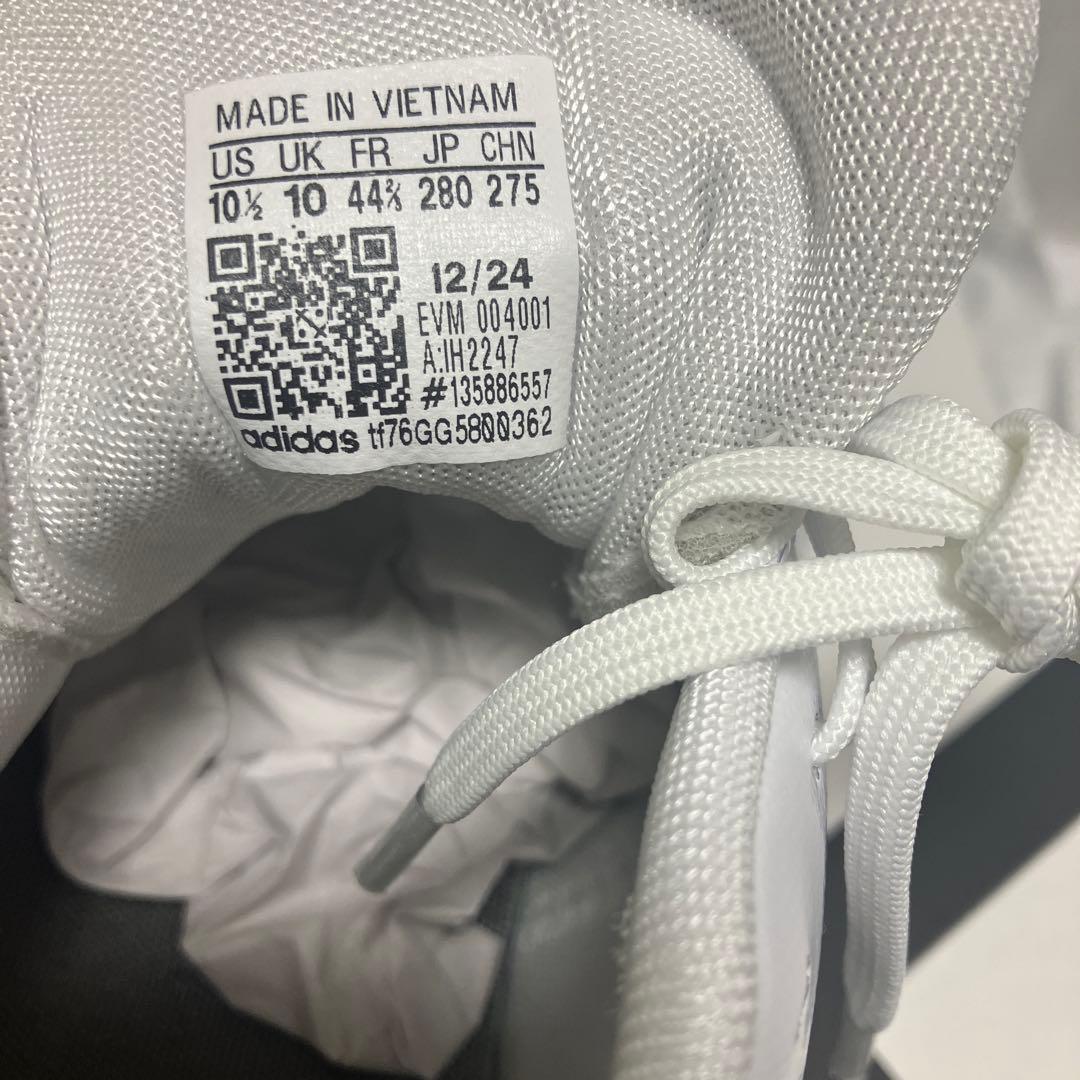 MADE IN VIETNAM
US UK FR JP CHN
10½ 10 44⅔ 280 275
12/24
EVM 004001
A:IH2247
#135886557
adidas tf76GG5800362